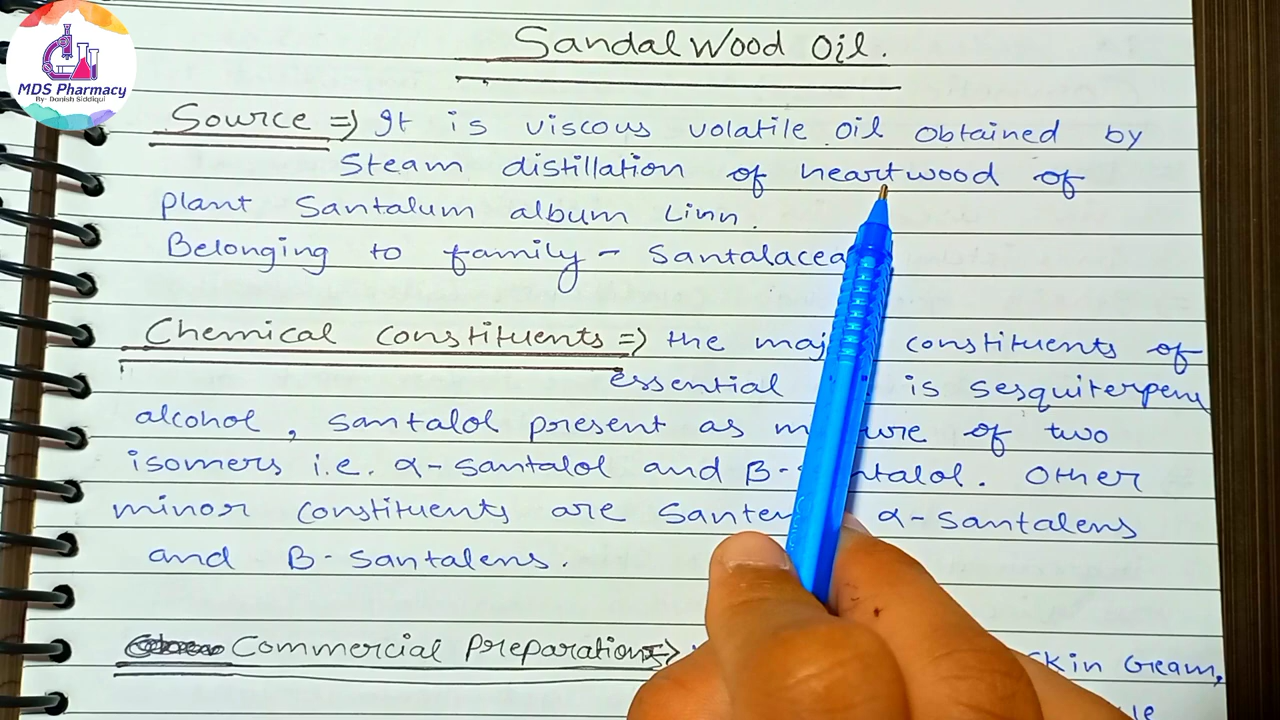 MDS Pharmacy
By- Danish Siddiqui
Sandal Wood Oil.
Source => It is viscous volatile oil obtained by
Steam distillation of heartwood of
plant Santalum album Linn.
Belonging to family - Santalacea
Chemical Constituents => the maj constituents of
essential is sesquiterpene
alcohol, santalol present as of two
isomers i.e. α-santalol and β- . Other
minor constituents are α-santalens
and β-santalens.
Commercial Preparations =>
Skin Cream,